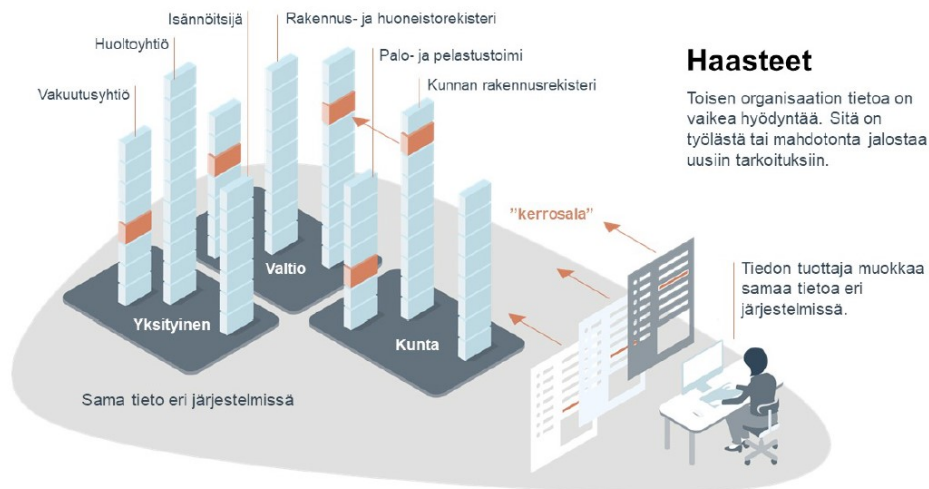 Isännöitsijä
Rakennus- ja huoneistorekisteri
Huoltoyhtiö
Palo- ja pelastustoimi
Vakuutusyhtiö
Kunnan rakennusrekisteri
Haasteet
Toisen organisaation tietoa on
vaikea hyödyntää. Sitä on
työlästä tai mahdotonta jalostaa
uusiin tarkoituksiin.
"kerrosala"
Valtio
Yksityinen
Kunta
Tiedon tuottaja muokkaa
samaa tietoa eri
järjestelmissä.
Sama tieto eri järjestelmissä